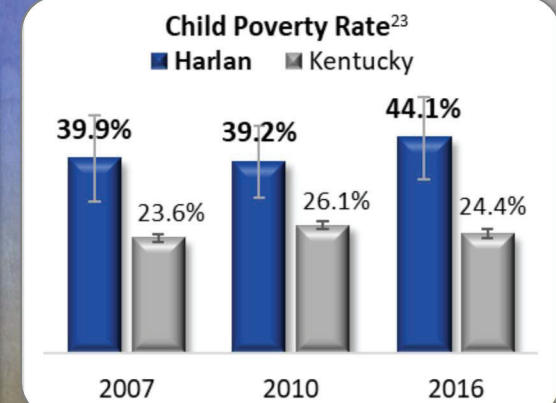 Child Poverty Rate23
Harlan Kentucky
39.9% 39.2% 44.1%
23.6% 26.1% 24.4%
2007 2010 2016